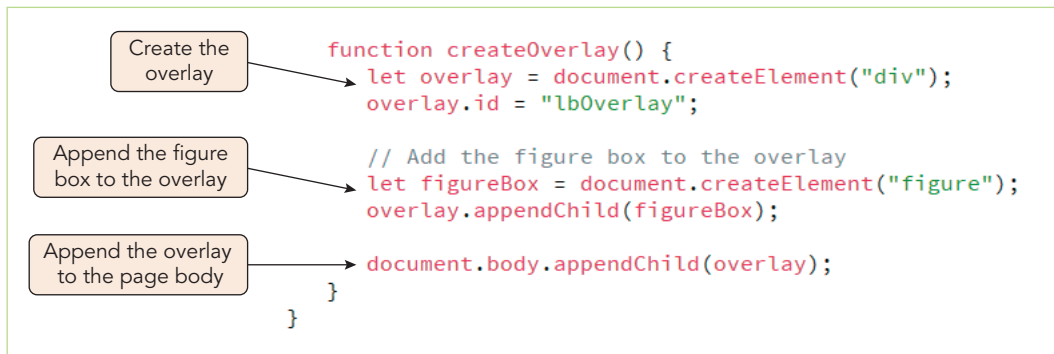 Create the
overlay
function createOverlay() {
let overlay = document.createElement("div");
overlay.id = "lbOverlay";
Append the figure
box to the overlay
// Add the figure box to the overlay
let figureBox = document.createElement("figure");
overlay.appendChild(figureBox);
Append the overlay
to the page body
document.body.appendChild(overlay);
}
}